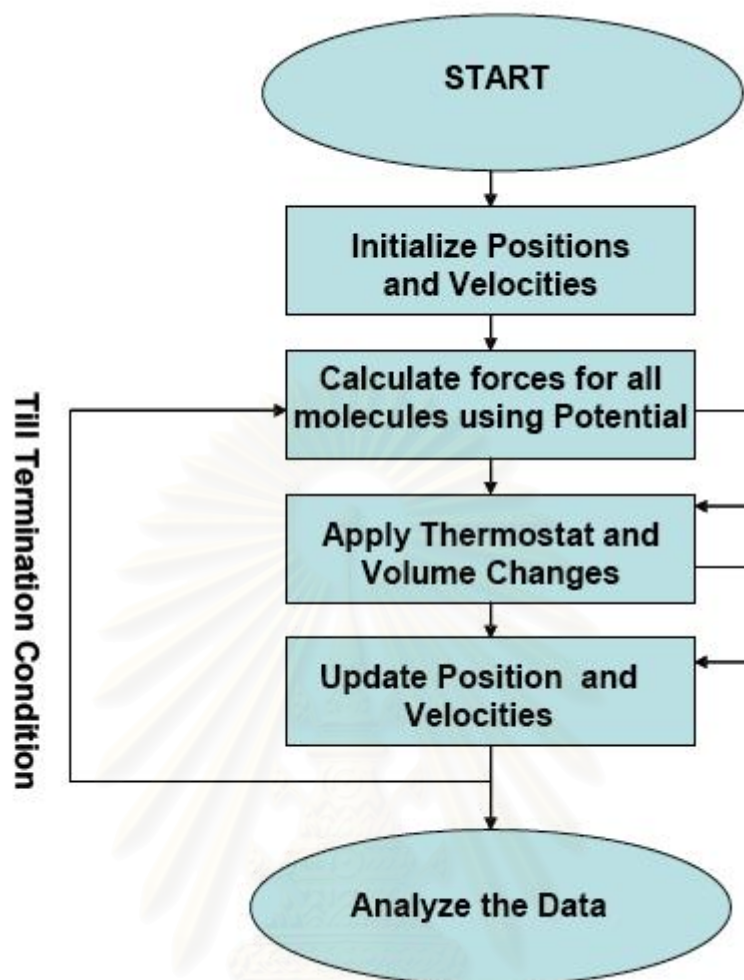 START
Initialize Positions
and Velocities
Calculate forces for all
molecules using Potential
Till Termination Condition
Apply Thermostat and
Volume Changes
Update Position and
Velocities
Analyze the Data